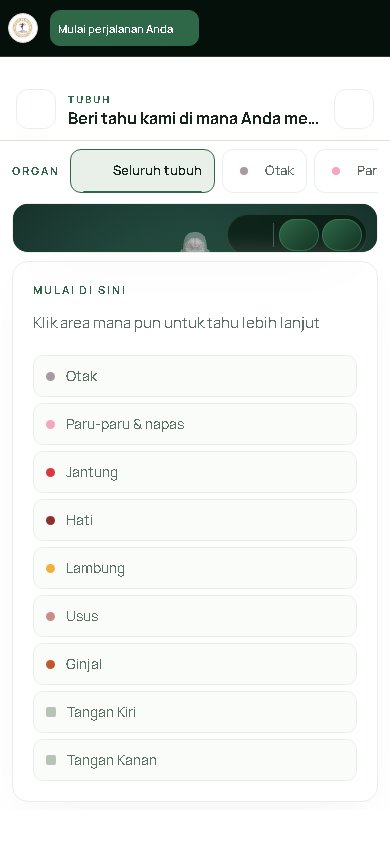 Mulai perjalanan Anda
TUBUH
Beri tahu kami di mana Anda me...
ORGAN
Seluruh tubuh
Otak
Par
MULAI DI SINI
Klik area mana pun untuk tahu lebih lanjut
Otak
Paru-paru & napas
Jantung
Hati
Lambung
Usus
Ginjal
Tangan Kiri
Tangan Kanan